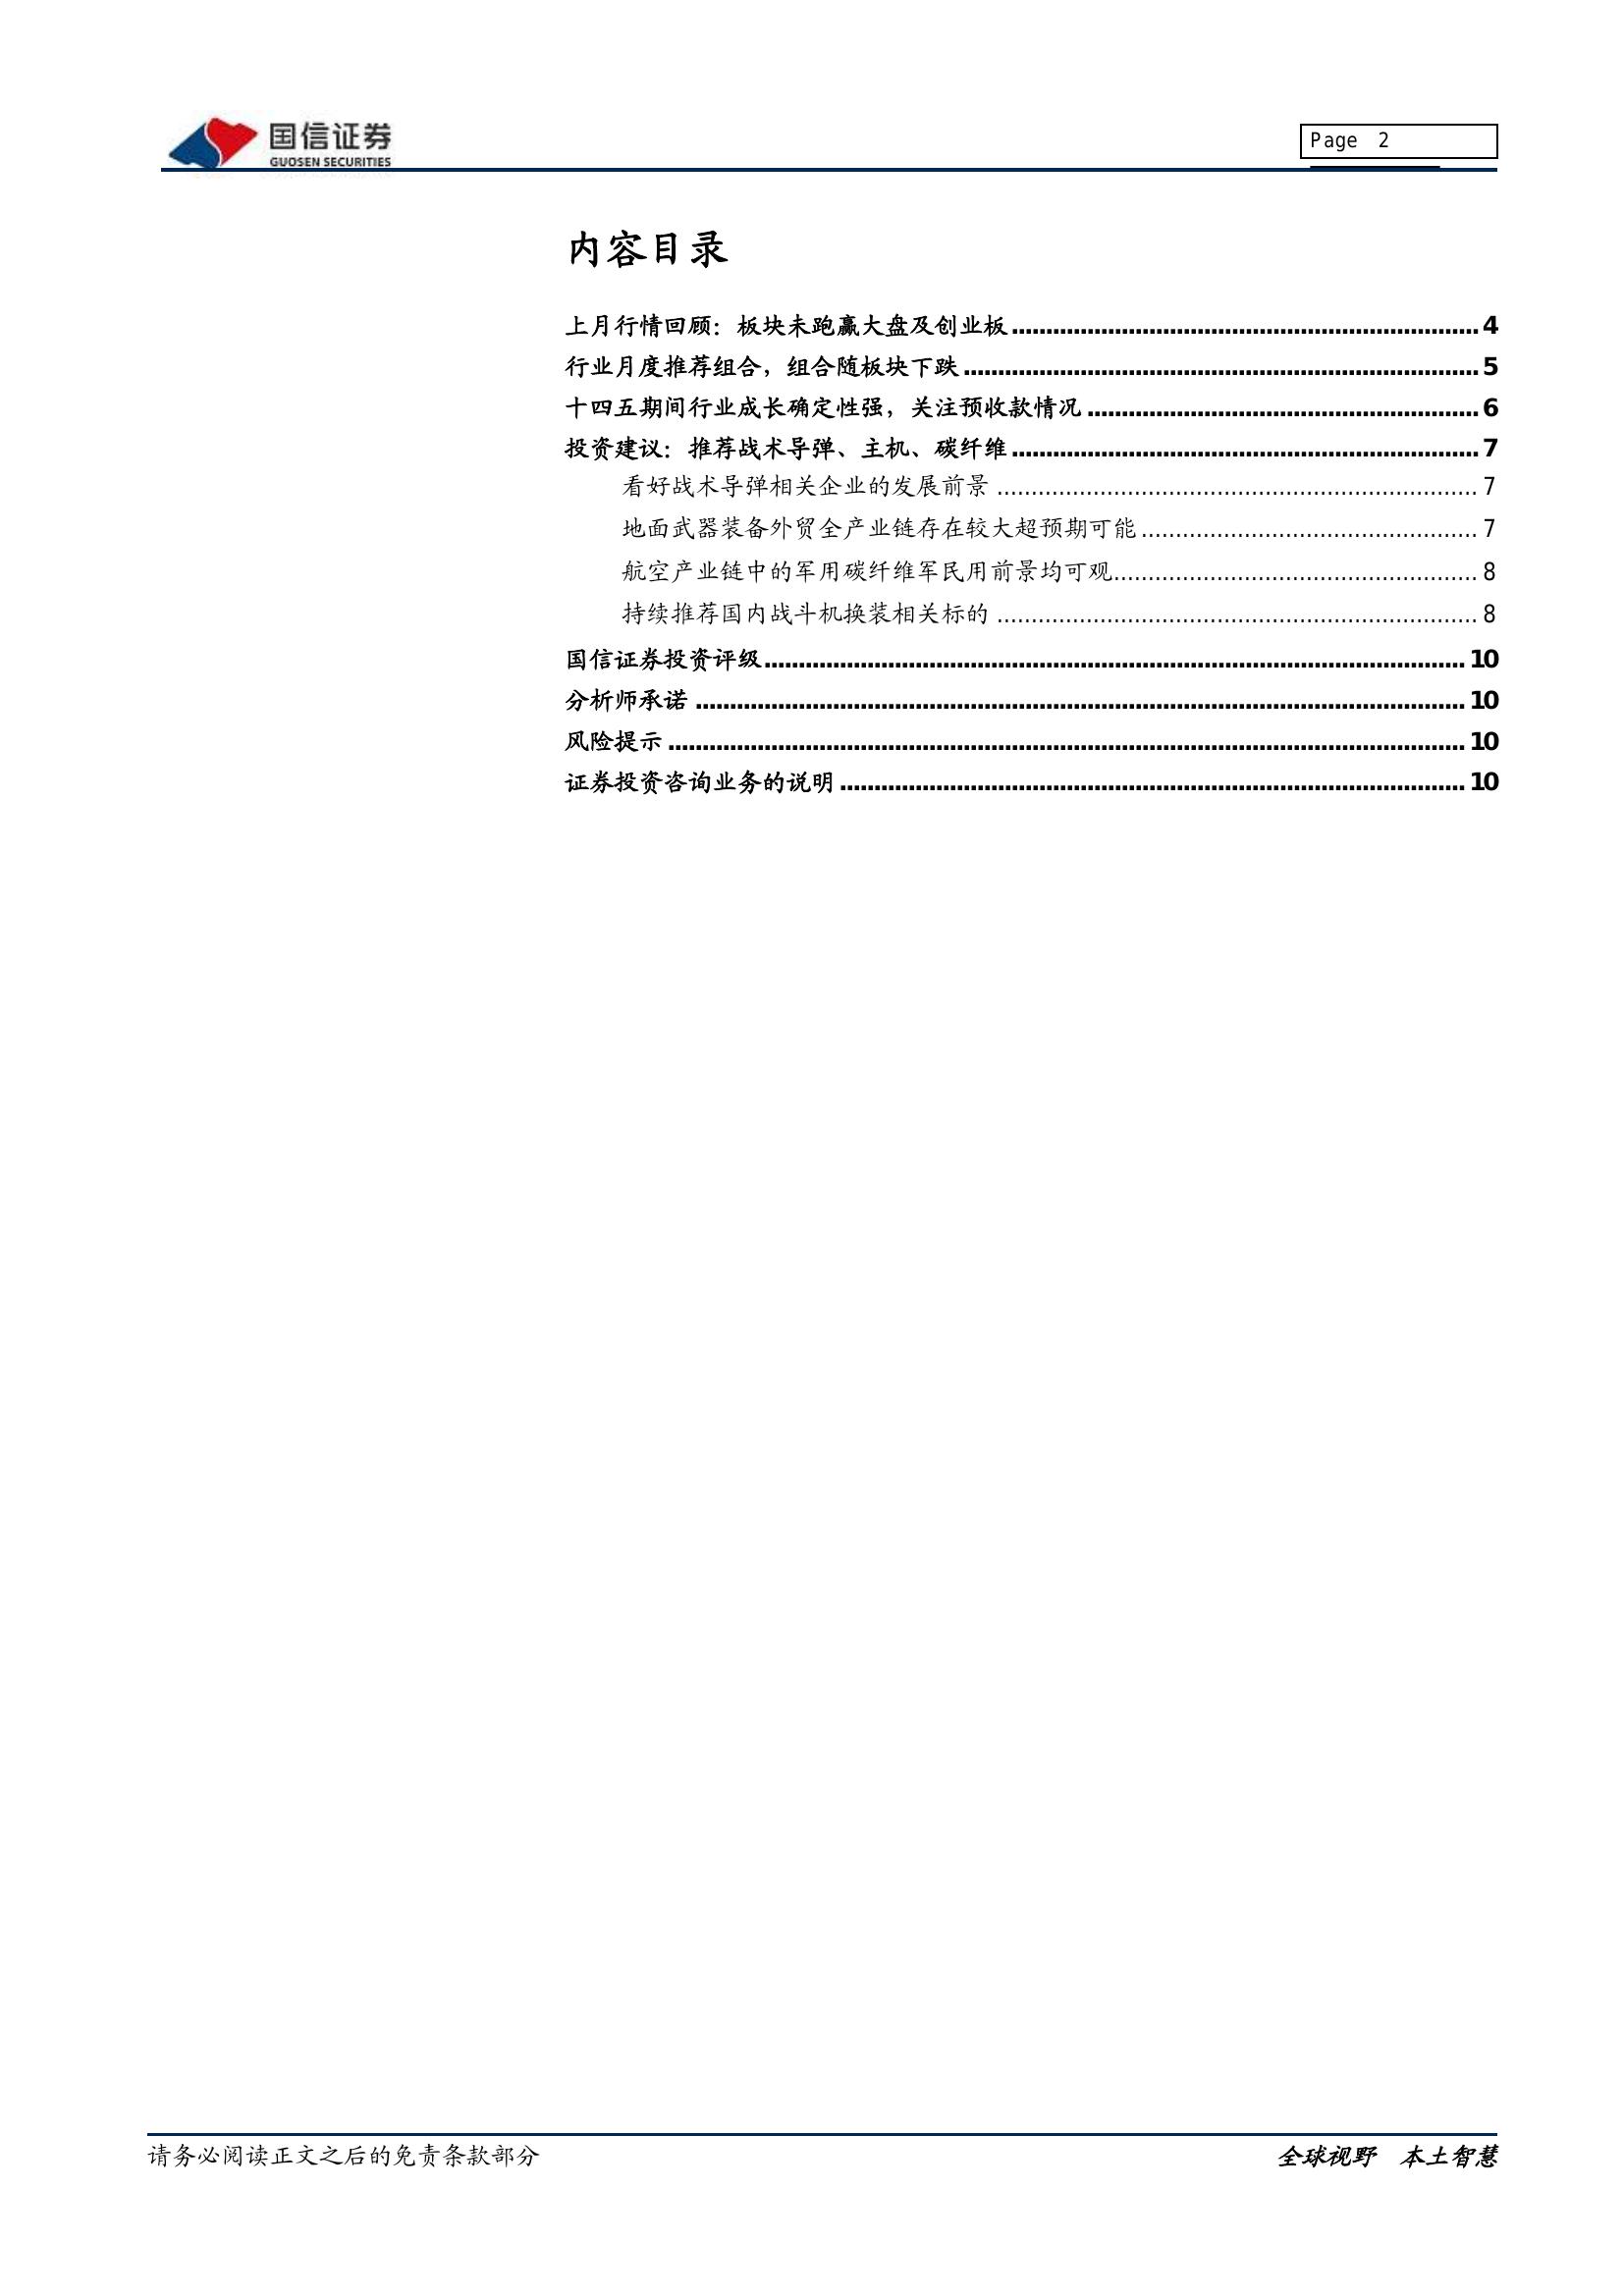 国信证券
GUOSEN SECURITIES
Page 2
内容目录
上月行情回顾：板块未跑赢大盘及创业板 4
行业月度推荐组合，组合随板块下跌 5
十四五期间行业成长确定性强，关注预收款情况 6
投资建议：推荐战术导弹、主机、碳纤维 7
看好战术导弹相关企业的发展前景 7
地面武器装备外贸全产业链存在较大超预期可能 7
航空产业链中的军用碳纤维军民用前景均可观 8
持续推荐国内战斗机换装相关标的 8
国信证券投资评级 10
分析师承诺 10
风险提示 10
证券投资咨询业务的说明 10
请务必阅读正文之后的免责条款部分
全球视野 本土智慧